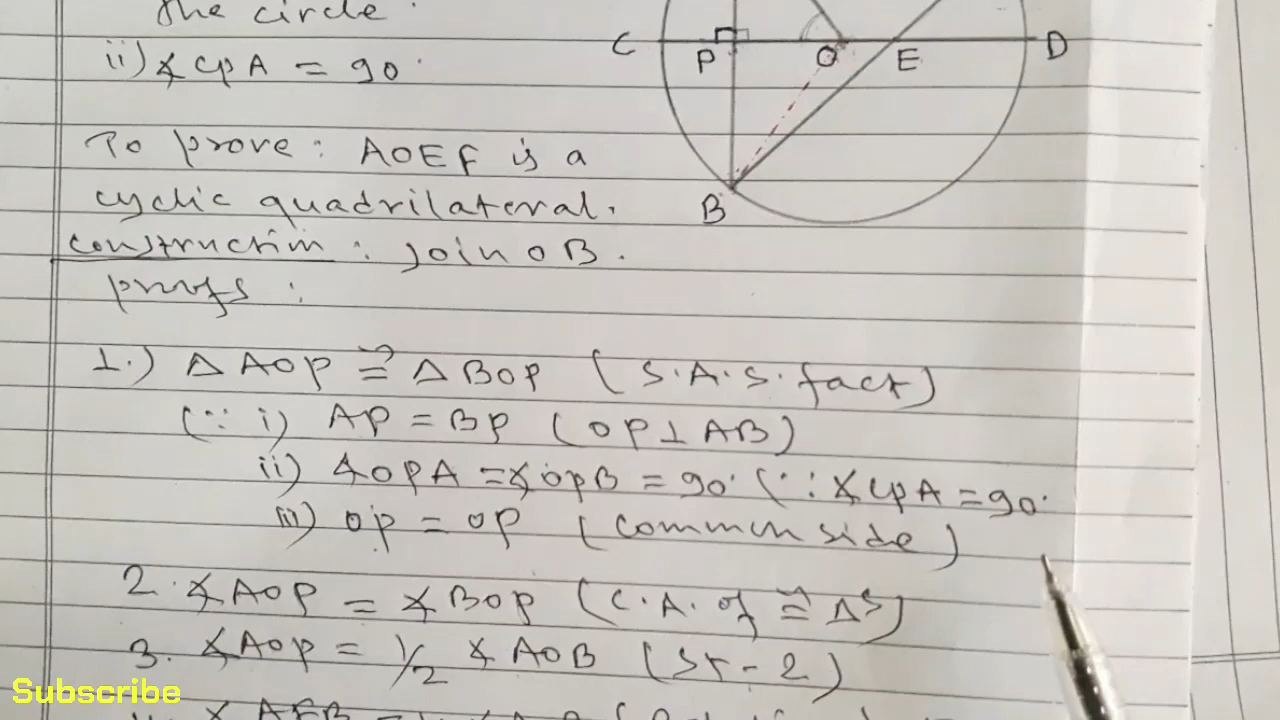 the circle.
ii) ∡CPA = 90°
C P O E D
To prove: AOEF is a
cyclic quadrilateral.
B
Construction: Join OB.
Proofs:
1.) ΔAOP ≅ ΔBOP (S.A.S. fact)
(∵ i) AP = BP (OP⊥AB)
ii) ∡OPA = ∡OPB = 90° (∵ ∡CPA = 90°
iii) OP = OP (Common side)
2. ∡AOP = ∡BOP (C.A. of ≅ Δs)
3. ∡AOP = 1/2 ∡AOB (St-2)
Subscribe